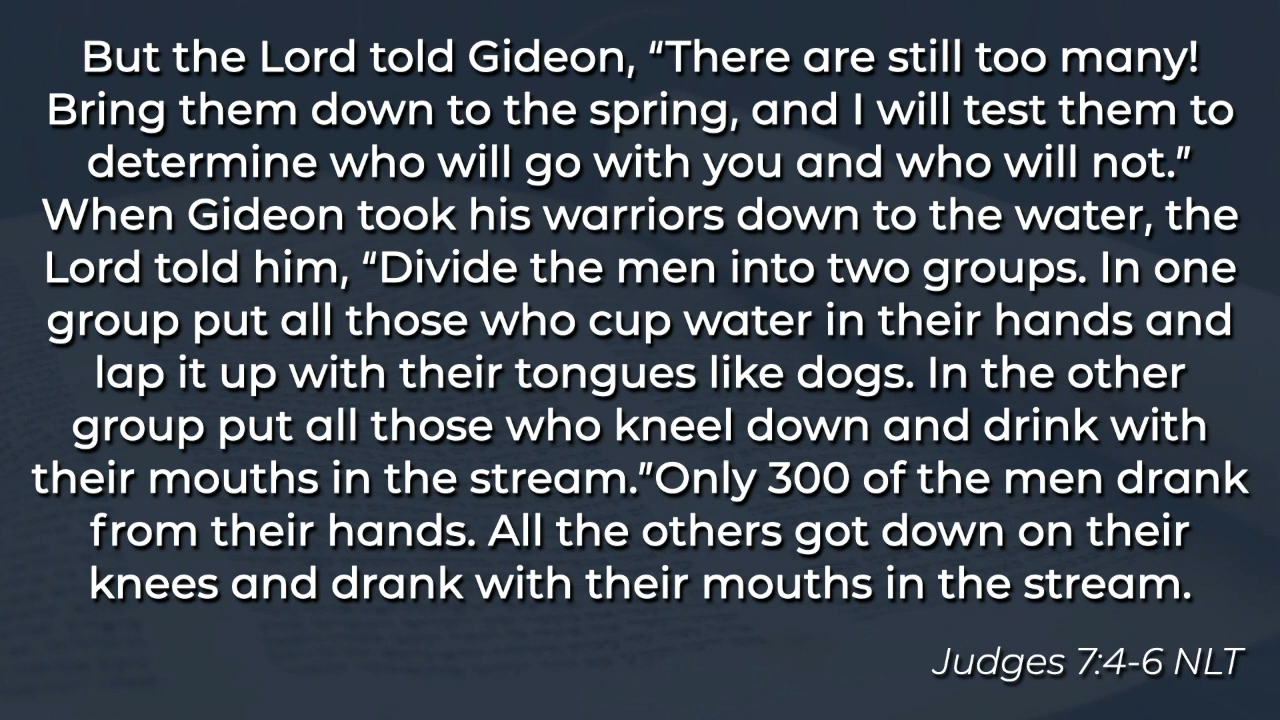 But the Lord told Gideon, “There are still too many!
Bring them down to the spring, and I will test them to
determine who will go with you and who will not.”
When Gideon took his warriors down to the water, the
Lord told him, “Divide the men into two groups. In one
group put all those who cup water in their hands and
lap it up with their tongues like dogs. In the other
group put all those who kneel down and drink with
their mouths in the stream.”Only 300 of the men drank
from their hands. All the others got down on their
knees and drank with their mouths in the stream.
Judges 7:4-6 NLT